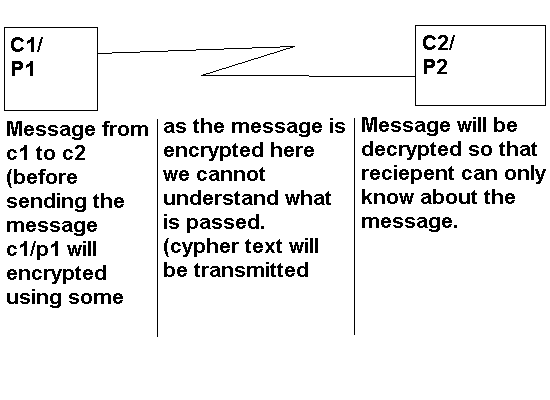 C1/
P1
C2/
P2
Message from
c1 to c2
(before
sending the
message
c1/p1 will
encrypted
using some
as the message is
encrypted here
we cannot
understand what
is passed.
(cypher text will
be transmitted
Message will be
decrypted so that
reciepent can only
know about the
message.